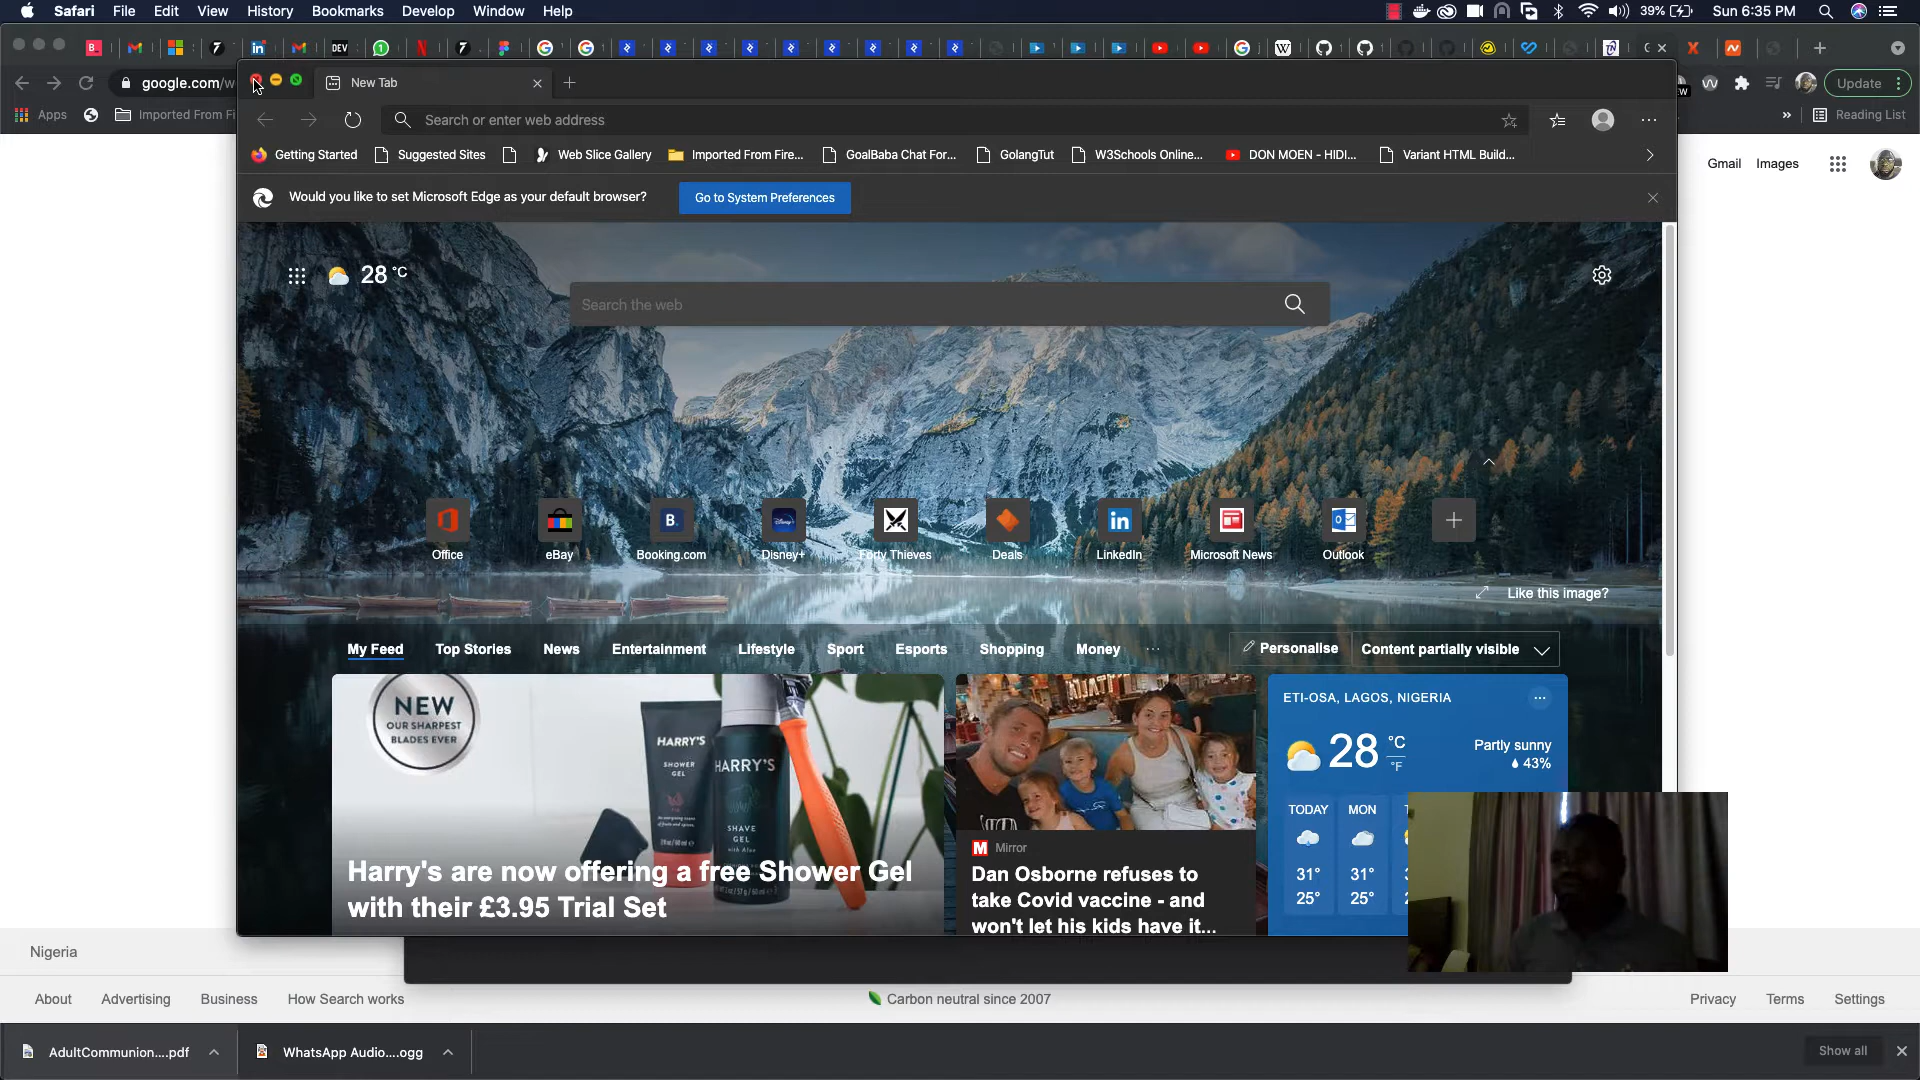 Safari File Edit View History Bookmarks Develop Window Help
39% Sun 6:35 PM
B. DEV
google.com/w
Update
Apps
Imported From Fi
» Reading List
New Tab
Search or enter web address
Getting Started Suggested Sites Web Slice Gallery Imported From Fire... GoalBaba Chat For... GolangTut W3Schools Online... DON MOEN - HIDI... Variant HTML Build...
Would you like to set Microsoft Edge as your default browser? Go to System Preferences
Gmail Images
28 °C
Search the web
Office eBay Booking.com Disney+ Forty Thieves Deals LinkedIn Microsoft News Outlook
Like this image?
My Feed Top Stories News Entertainment Lifestyle Sport Esports Shopping Money ... Personalise Content partially visible
NEW
OUR SHARPEST
BLADES EVER
HARRY'S
SHOWER
GEL
HARRY'S
SHAVE
GEL
with Aloe
Harry's are now offering a free Shower Gel
with their £3.95 Trial Set
M Mirror
Dan Osborne refuses to
take Covid vaccine - and
won't let his kids have it...
ETI-OSA, LAGOS, NIGERIA
28 °C
°F
Partly sunny
43%
TODAY MON
31° 31°
25° 25°
Nigeria
About Advertising Business How Search works
Carbon neutral since 2007
Privacy Terms Settings
AdultCommunion....pdf
WhatsApp Audio....ogg
Show all